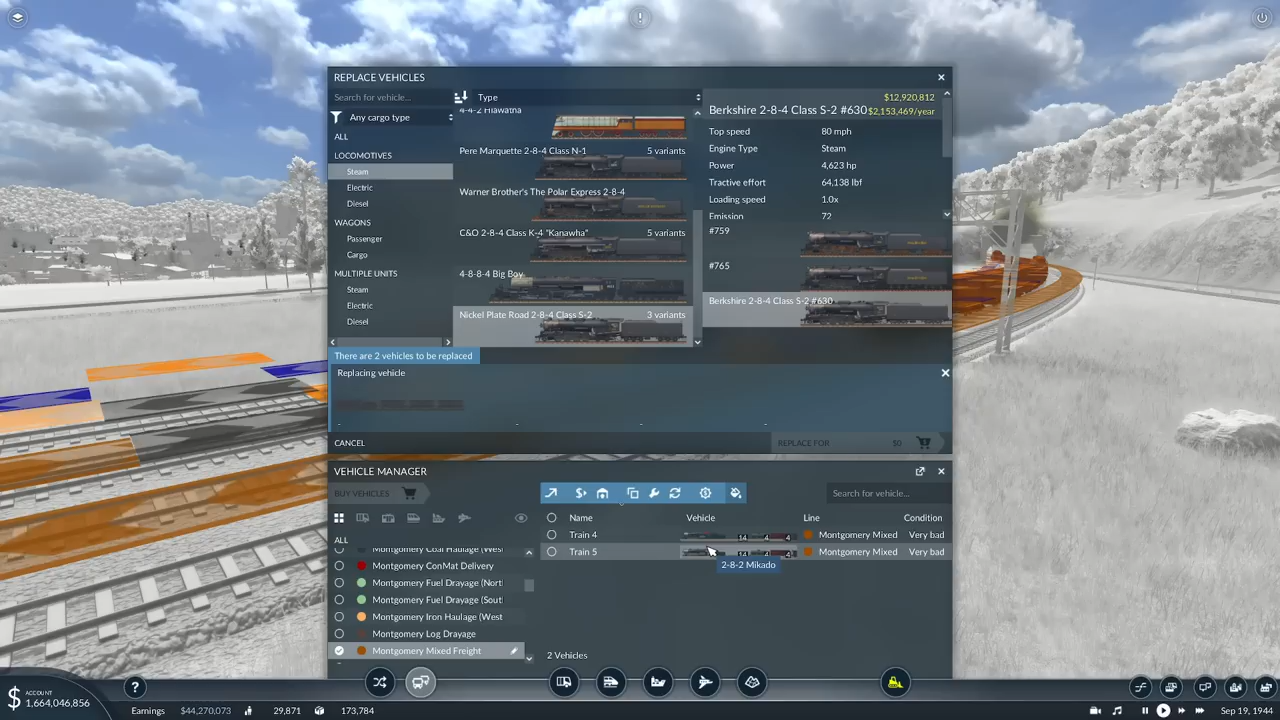 REPLACE VEHICLES
Search for vehicle...
Type
$12,920,812
Any cargo type
4-4-2 Hiawatha
Berkshire 2-8-4 Class S-2 #630
$2,153,469/year
ALL
LOCOMOTIVES
Steam
Electric
Diesel
WAGONS
Passenger
Cargo
MULTIPLE UNITS
Steam
Electric
Diesel
Pere Marquette 2-8-4 Class N-1
5 variants
Warner Brother's The Polar Express 2-8-4
C&O 2-8-4 Class K-4 "Kanawha"
5 variants
4-8-8-4 Big Boy
Nickel Plate Road 2-8-4 Class S-2
3 variants
Top speed 80 mph
Engine Type Steam
Power 4,623 hp
Tractive effort 64,138 lbf
Loading speed 1.0x
Emission 72
#759
#765
Berkshire 2-8-4 Class S-2 #630
There are 2 vehicles to be replaced
Replacing vehicle
- - - -
CANCEL
REPLACE FOR $0
VEHICLE MANAGER
BUY VEHICLES
Search for vehicle...
ALL
Montgomery Coal Haulage (West
Montgomery ConMat Delivery
Montgomery Fuel Drayage (Nort
Montgomery Fuel Drayage (Sout
Montgomery Iron Haulage (West
Montgomery Log Drayage
Montgomery Mixed Freight
Name Vehicle Line Condition
Train 4 14 4 4 Montgomery Mixed Very bad
Train 5 14 4 4 Montgomery Mixed Very bad
2-8-2 Mikado
2 Vehicles
$ ACCOUNT
1,664,046,856
?
Earnings $44,270,073 29,871 173,784
Sep 19, 1944